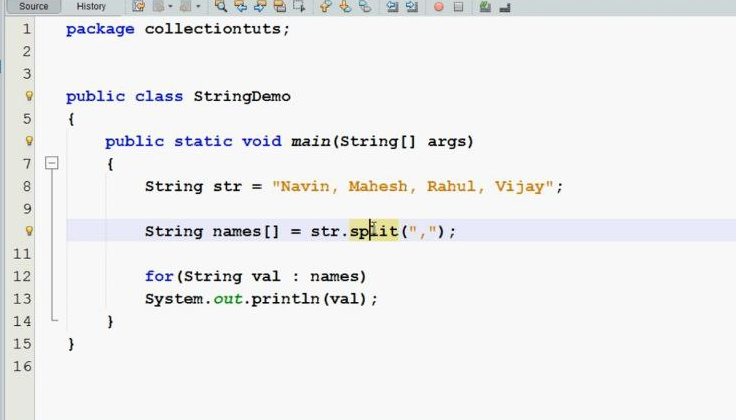 Source History
1 package collectiontuts;
2
3
public class StringDemo
5 {
public static void main(String[] args)
7 {
8 String str = "Navin, Mahesh, Rahul, Vijay";
9
String names[] = str.split(",");
11
12 for(String val : names)
13 System.out.println(val);
14 }
15 }
16